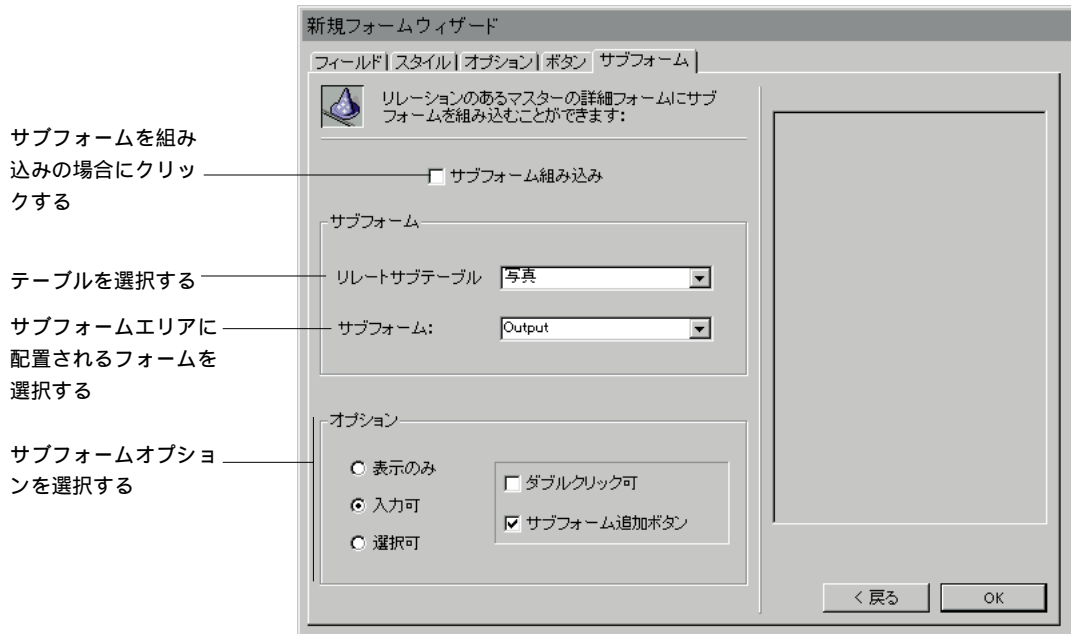 新規フォームウィザード
フィールド スタイル オプション ボタン サブフォーム
リレーションのあるマスターの詳細フォームにサブ
フォームを組み込むことができます:
サブフォームを組み
込みの場合にクリッ
クする
サブフォーム組み込み
サブフォーム
テーブルを選択する
リレートサブテーブル 写真
サブフォームエリアに
配置されるフォームを
選択する
サブフォーム: Output
オプション
サブフォームオプショ
ンを選択する
表示のみ
入力可
選択可
ダブルクリック可
サブフォーム追加ボタン
< 戻る OK